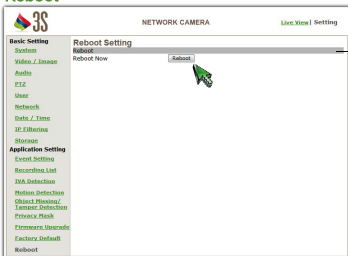 Reboot
3S
NETWORK CAMERA
Live View | Setting
Basic Setting
System
Video / Image
Audio
PTZ
User
Network
Date / Time
IP Filtering
Storage
Application Setting
Event Setting
Recording List
IVA Detection
Motion Detection
Object Missing/
Tamper Detection
Privacy Mask
Firmware Upgrade
Factory Default
Reboot
Reboot Setting
Reboot
Reboot Now
Reboot